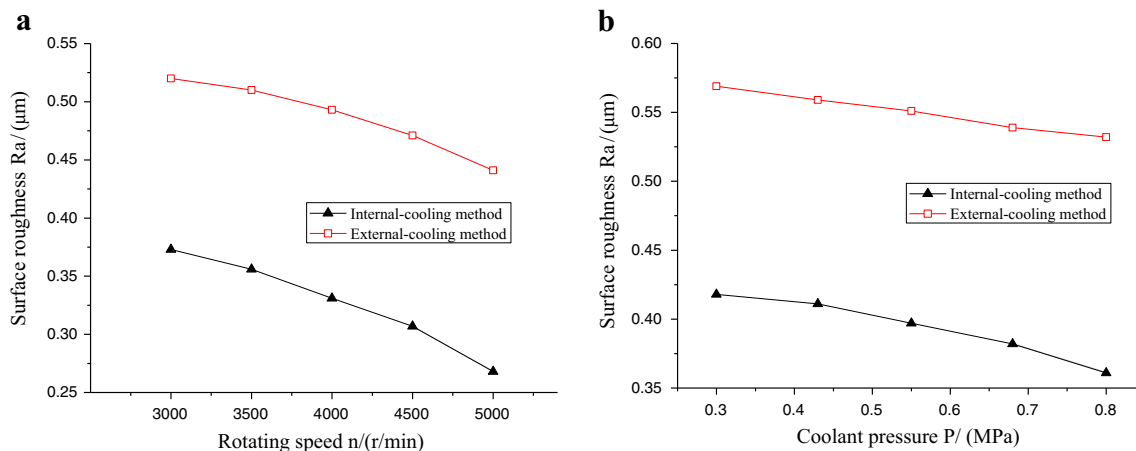 a
0.55
0.50
0.45
0.40
0.35
0.30
0.25
Surface roughness Ra/ (μm)
Internal-cooling method
External-cooling method
3000 3500 4000 4500 5000
Rotating speed n/(r/min)
b
0.60
0.55
0.50
0.45
0.40
0.35
Surface roughness Ra/ (μm)
Internal-cooling method
External-cooling method
0.3 0.4 0.5 0.6 0.7 0.8
Coolant pressure P/ (MPa)